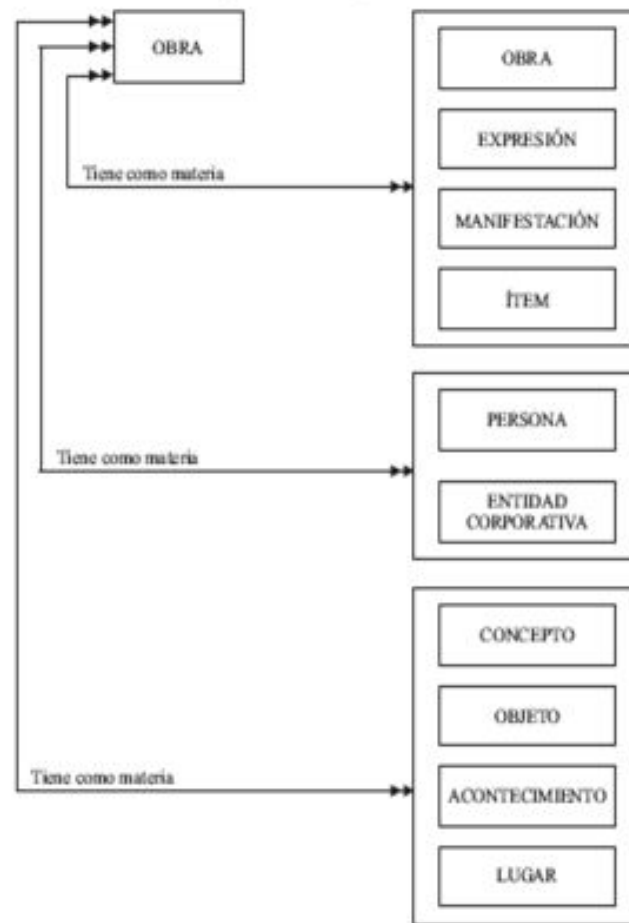 OBRA
OBRA
EXPRESIÓN
Tiene como materia
MANIFESTACIÓN
ÍTEM
PERSONA
Tiene como materia
ENTIDAD
CORPORATIVA
CONCEPTO
OBJETO
Tiene como materia
ACONTECIMIENTO
LUGAR